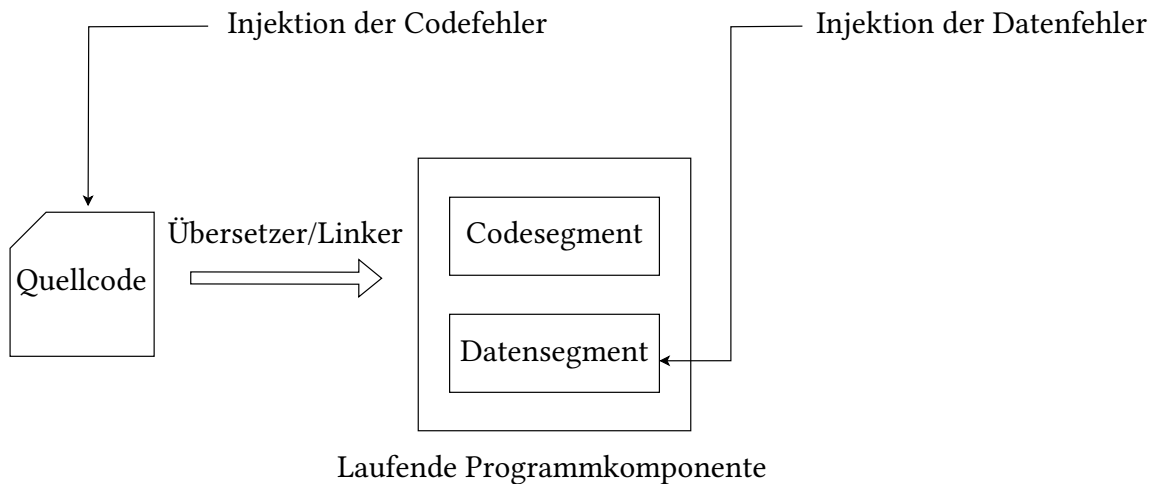 Injektion der Codefehler
Injektion der Datenfehler
Übersetzer/Linker
Quellcode
Codesegment
Datensegment
Laufende Programmkomponente